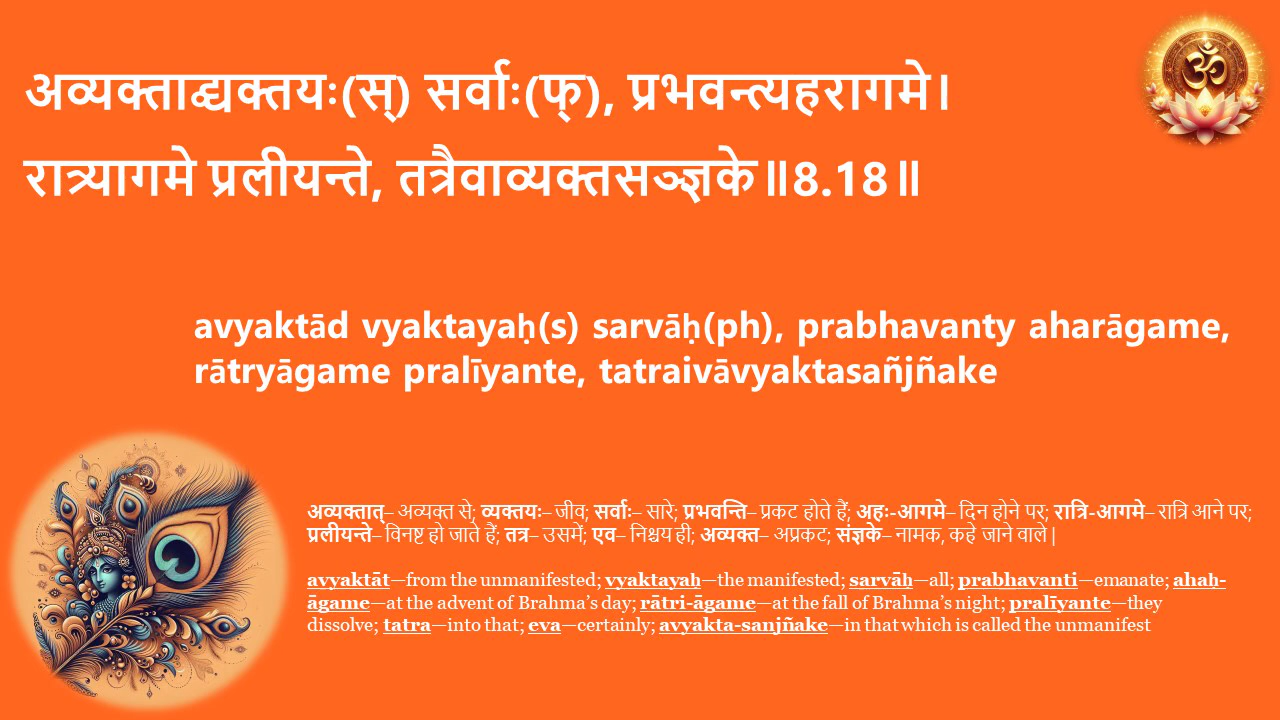 अव्यक्ताद्व्यक्तयः(स्) सर्वाः(फ्), प्रभवन्त्यहरागमे।
रात्र्यागमे प्रलीयन्ते, तत्रैवाव्यक्तसञ्ज्ञके॥8.18॥
ॐ
avyaktād vyaktayaḥ(s) sarvāḥ(ph), prabhavanty aharāgame,
rātryāgame pralīyante, tatraivāvyaktasañjñake
अव्यक्तात्– अव्यक्त से; व्यक्तयः– जीव; सर्वाः– सारे; प्रभवन्ति– प्रकट होते हैं; अहः-आगमे– दिन होने पर; रात्रि-आगमे– रात्रि आने पर;
प्रलीयन्ते– विनष्ट हो जाते हैं; तत्र– उसमें; एव– निश्चय ही; अव्यक्त– अप्रकट; संज्ञके– नामक, कहे जाने वाले|
avyaktāt—from the unmanifested; vyaktayaḥ—the manifested; sarvāḥ—all; prabhavanti—emanate; ahaḥ-
āgame—at the advent of Brahma’s day; rātri-āgame—at the fall of Brahma’s night; pralīyante—they
dissolve; tatra—into that; eva—certainly; avyakta-sanjñake—in that which is called the unmanifest